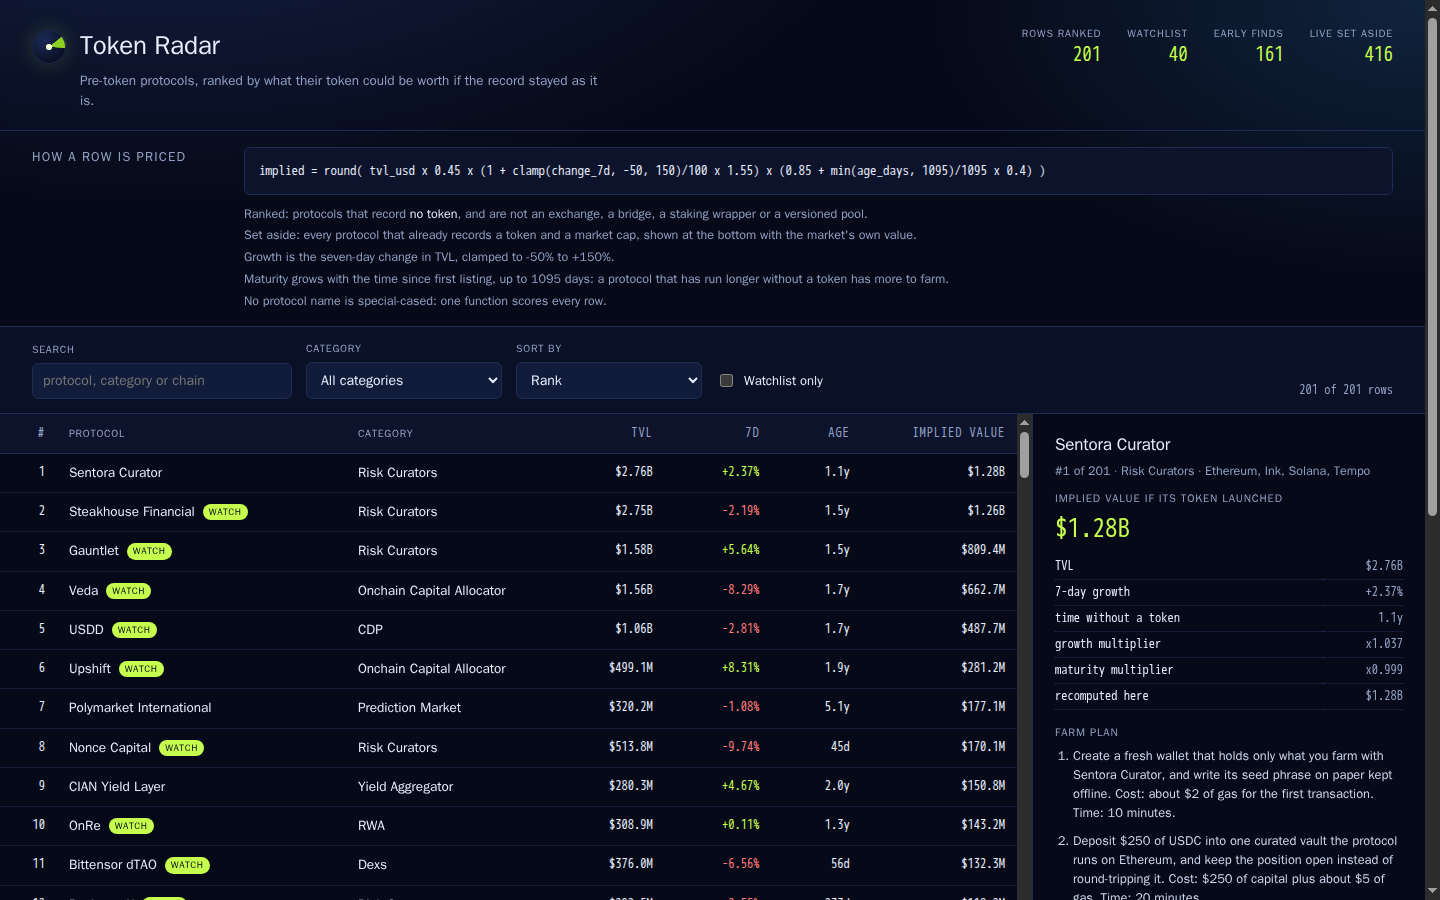 Token Radar
Pre-token protocols, ranked by what their token could be worth if the record stayed as it
is.
ROWS RANKED WATCHLIST EARLY FINDS LIVE SET ASIDE
201 40 161 416
HOW A ROW IS PRICED
implied = round( tvl_usd x 0.45 x (1 + clamp(change_7d, -50, 150)/100 x 1.55) x (0.85 + min(age_days, 1095)/1095 x 0.4) )
Ranked: protocols that record no token, and are not an exchange, a bridge, a staking wrapper or a versioned pool.
Set aside: every protocol that already records a token and a market cap, shown at the bottom with the market's own value.
Growth is the seven-day change in TVL, clamped to -50% to +150%.
Maturity grows with the time since first listing, up to 1095 days: a protocol that has run longer without a token has more to farm.
No protocol name is special-cased: one function scores every row.
SEARCH CATEGORY SORT BY
protocol, category or chain All categories Rank Watchlist only 201 of 201 rows
# PROTOCOL CATEGORY TVL 7D AGE IMPLIED VALUE
1 Sentora Curator Risk Curators $2.76B +2.37% 1.1y $1.28B
2 Steakhouse Financial WATCH Risk Curators $2.75B -2.19% 1.5y $1.26B
3 Gauntlet WATCH Risk Curators $1.58B +5.64% 1.5y $809.4M
4 Veda WATCH Onchain Capital Allocator $1.56B -8.29% 1.7y $662.7M
5 USDD WATCH CDP $1.06B -2.81% 1.7y $487.7M
6 Upshift WATCH Onchain Capital Allocator $499.1M +8.31% 1.9y $281.2M
7 Polymarket International Prediction Market $320.2M -1.08% 5.1y $177.1M
8 Nonce Capital WATCH Risk Curators $513.8M -9.74% 45d $170.1M
9 CIAN Yield Layer Yield Aggregator $280.3M +4.67% 2.0y $150.8M
10 OnRe WATCH RWA $308.9M +0.11% 1.3y $143.2M
11 Bittensor dTAO WATCH Dexs $376.0M -6.56% 56d $132.3M
Sentora Curator
#1 of 201 · Risk Curators · Ethereum, Ink, Solana, Tempo
IMPLIED VALUE IF ITS TOKEN LAUNCHED
$1.28B
TVL $2.76B
7-day growth +2.37%
time without a token 1.1y
growth multiplier x1.037
maturity multiplier x0.999
recomputed here $1.28B
FARM PLAN
1. Create a fresh wallet that holds only what you farm with
Sentora Curator, and write its seed phrase on paper kept
offline. Cost: about $2 of gas for the first transaction.
Time: 10 minutes.
2. Deposit $250 of USDC into one curated vault the protocol
runs on Ethereum, and keep the position open instead of
round-tripping it. Cost: $250 of capital plus about $5 of
gas. Time: 20 minutes.